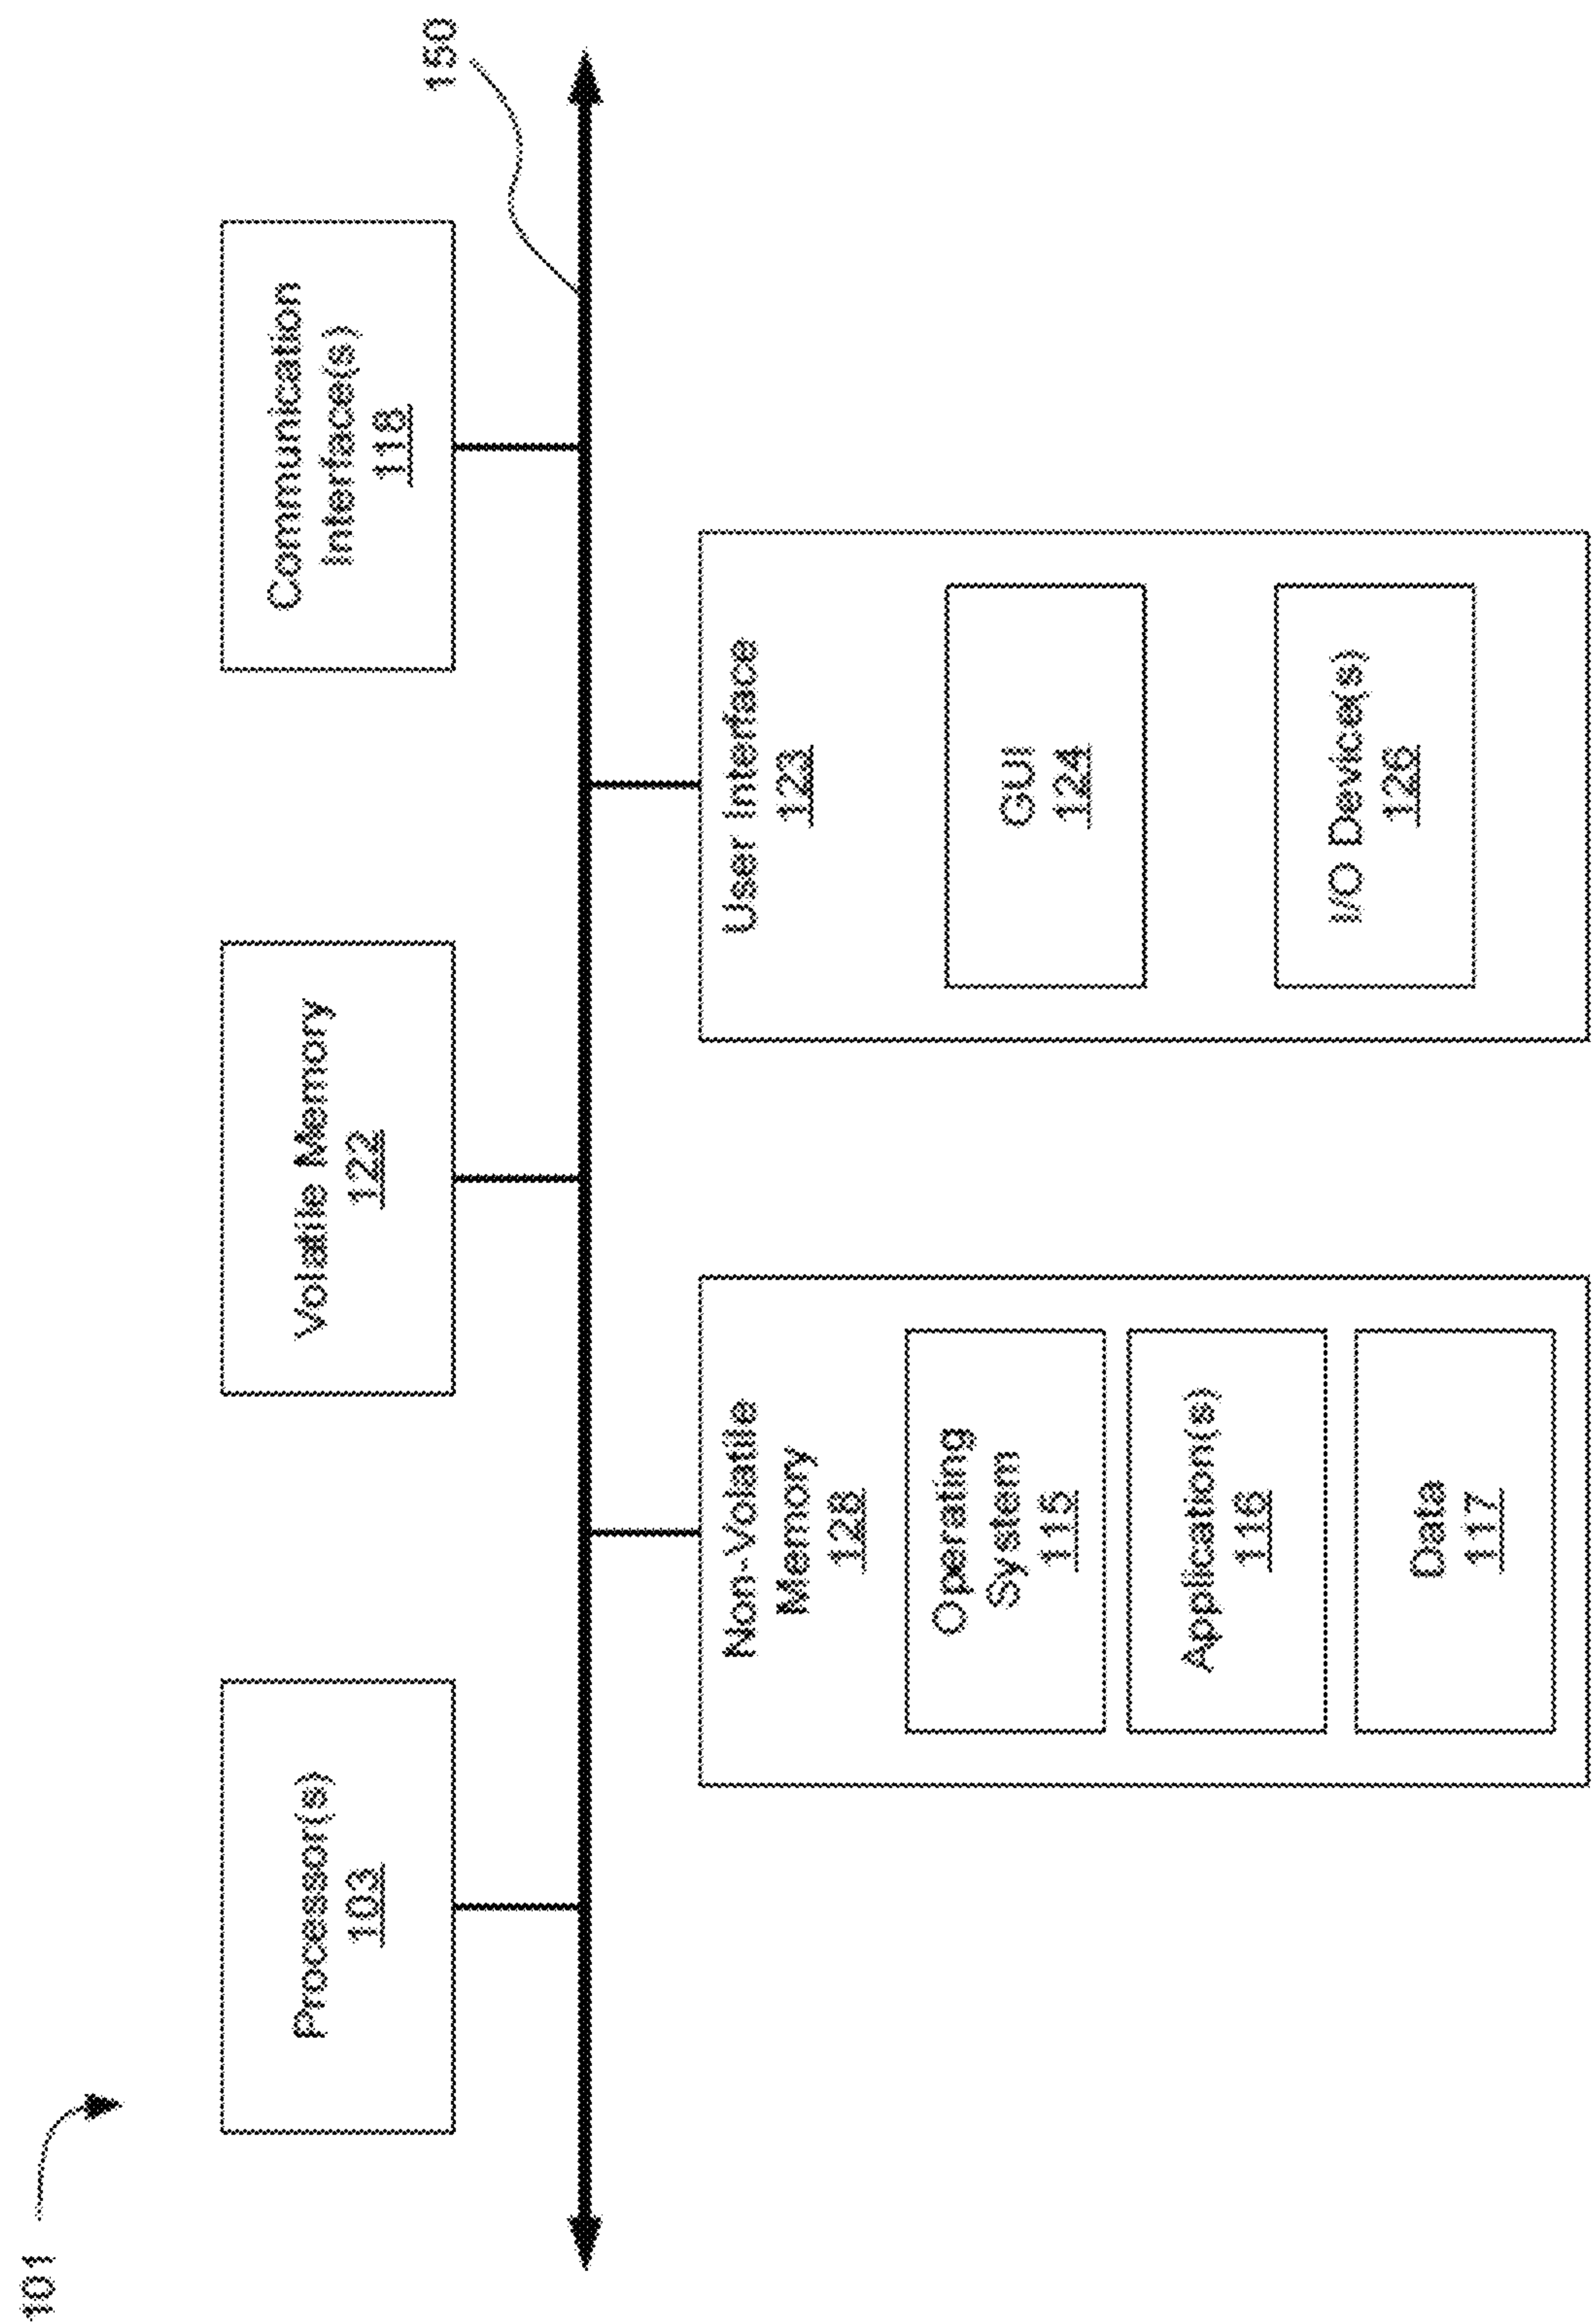 101
Processor(s)
103
Volatile Memory
122
Communication
Interface(s)
118
150
Non-Volatile
Memory
128
Operating
System
115
Application(s)
116
Data
117
User Interface
123
GUI
124
I/O Device(s)
126